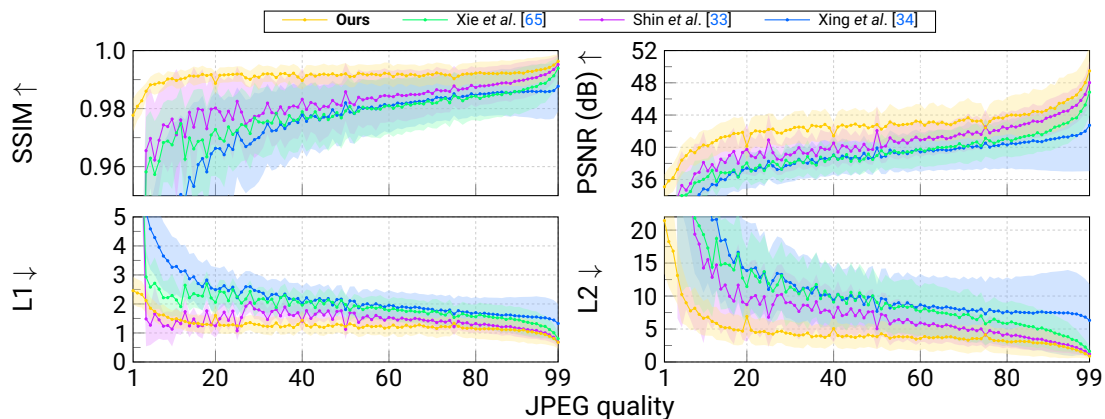 Ours Xie et al. [65] Shin et al. [33] Xing et al. [34]
SSIM ↑
1.0
0.98
0.96
PSNR (dB) ↑
52
48
44
40
36
L1 ↓
5
4
3
2
1
0
1 20 40 60 80 99
L2 ↓
20
15
10
5
0
1 20 40 60 80 99
JPEG quality